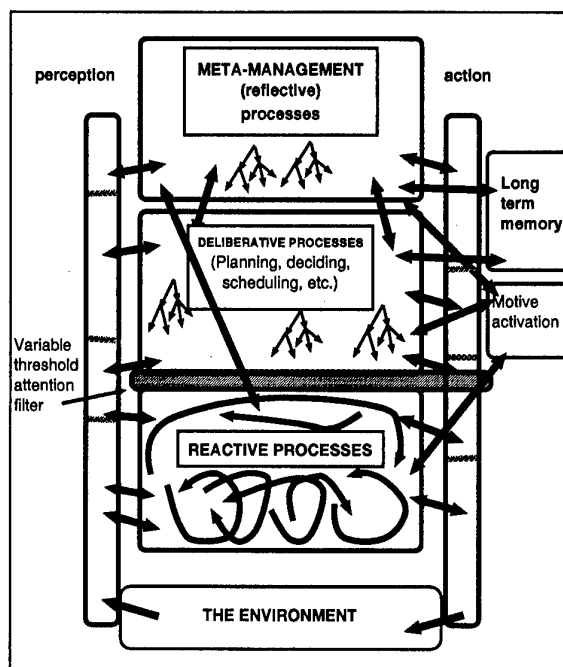 perception
META-MANAGEMENT
(reflective)
processes
action
Long
term
memory
DELIBERATIVE PROCESSES
(Planning, deciding,
scheduling, etc.)
Motive
activation
Variable
threshold
attention
filter
REACTIVE PROCESSES
THE ENVIRONMENT